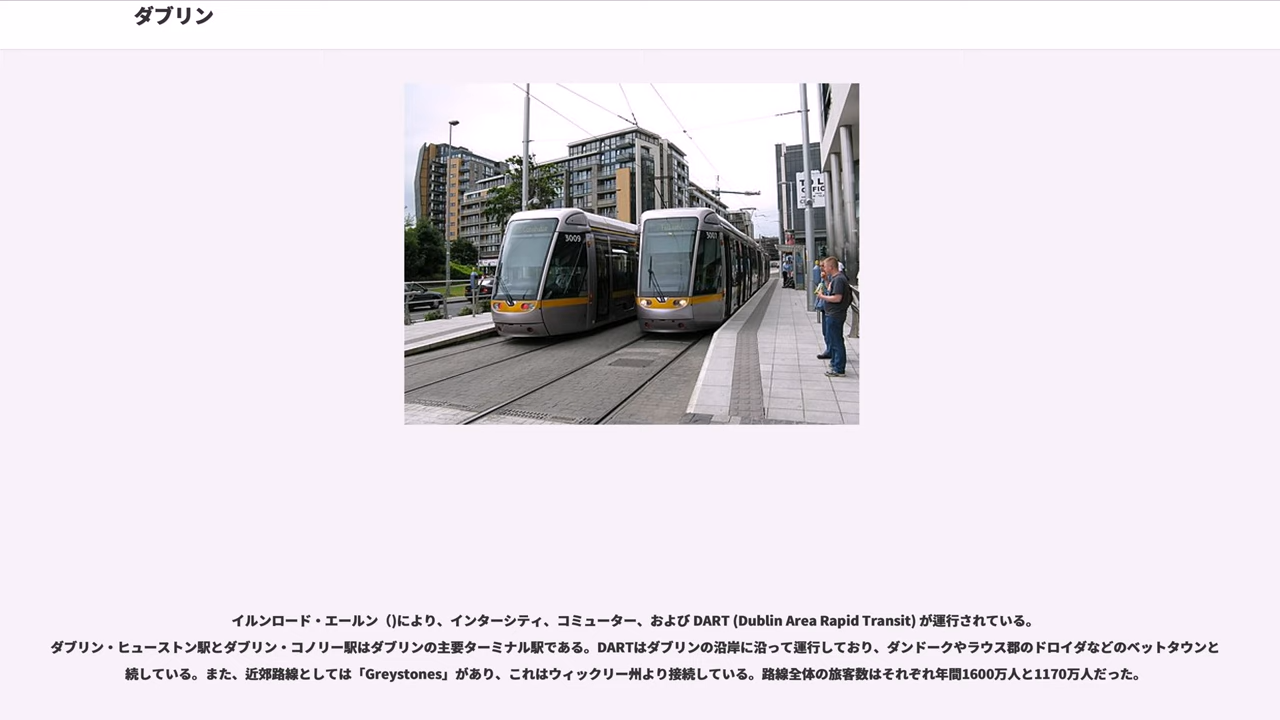 ダブリン
3009
3003
イルンロード・エールン（)により、インターシティ、コミューター、および DART (Dublin Area Rapid Transit) が運行されている。
ダブリン・ヒューストン駅とダブリン・コノリー駅はダブリンの主要ターミナル駅である。DARTはダブリンの沿岸に沿って運行しており、ダンドークやラウス郡のドロイダなどのベットタウンと
続している。また、近郊路線としては「Greystones」があり、これはウィックリー州より接続している。路線全体の旅客数はそれぞれ年間1600万人と1170万人だった。